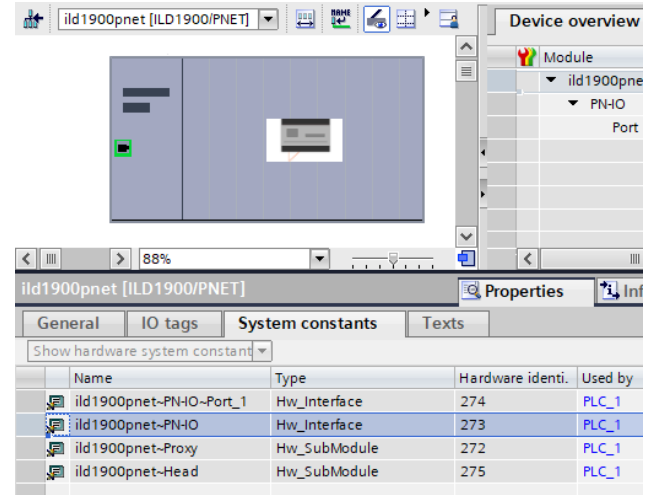 ild1900pnet [ILD1900/PNET]
NAME
Device overview
Module
ild1900pne
PN-IO
Port
88%
ild1900pnet [ILD1900/PNET]
Properties
Inf
General
IO tags
System constants
Texts
Show hardware system constant
Name Type Hardware identi. Used by
ild1900pnet~PN-IO~Port_1 Hw_Interface 274 PLC_1
ild1900pnet~PN-IO Hw_Interface 273 PLC_1
ild1900pnet~Proxy Hw_SubModule 272 PLC_1
ild1900pnet~Head Hw_SubModule 275 PLC_1